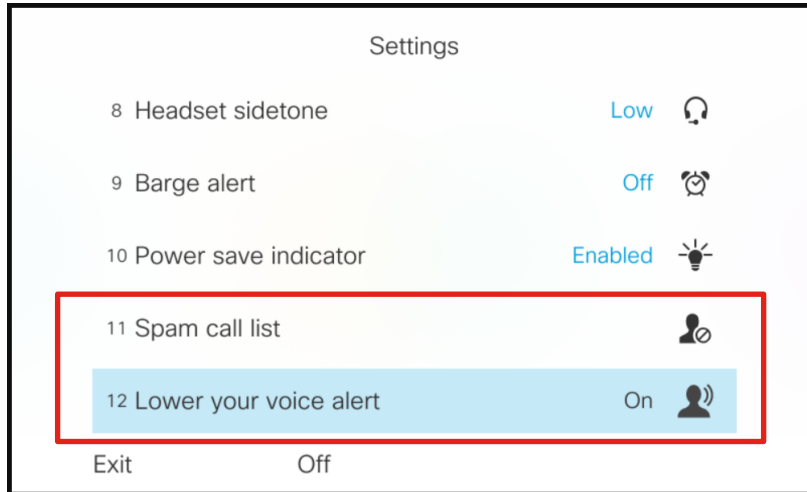 Settings
8 Headset sidetone Low
9 Barge alert Off
10 Power save indicator Enabled
11 Spam call list
12 Lower your voice alert On
Exit Off